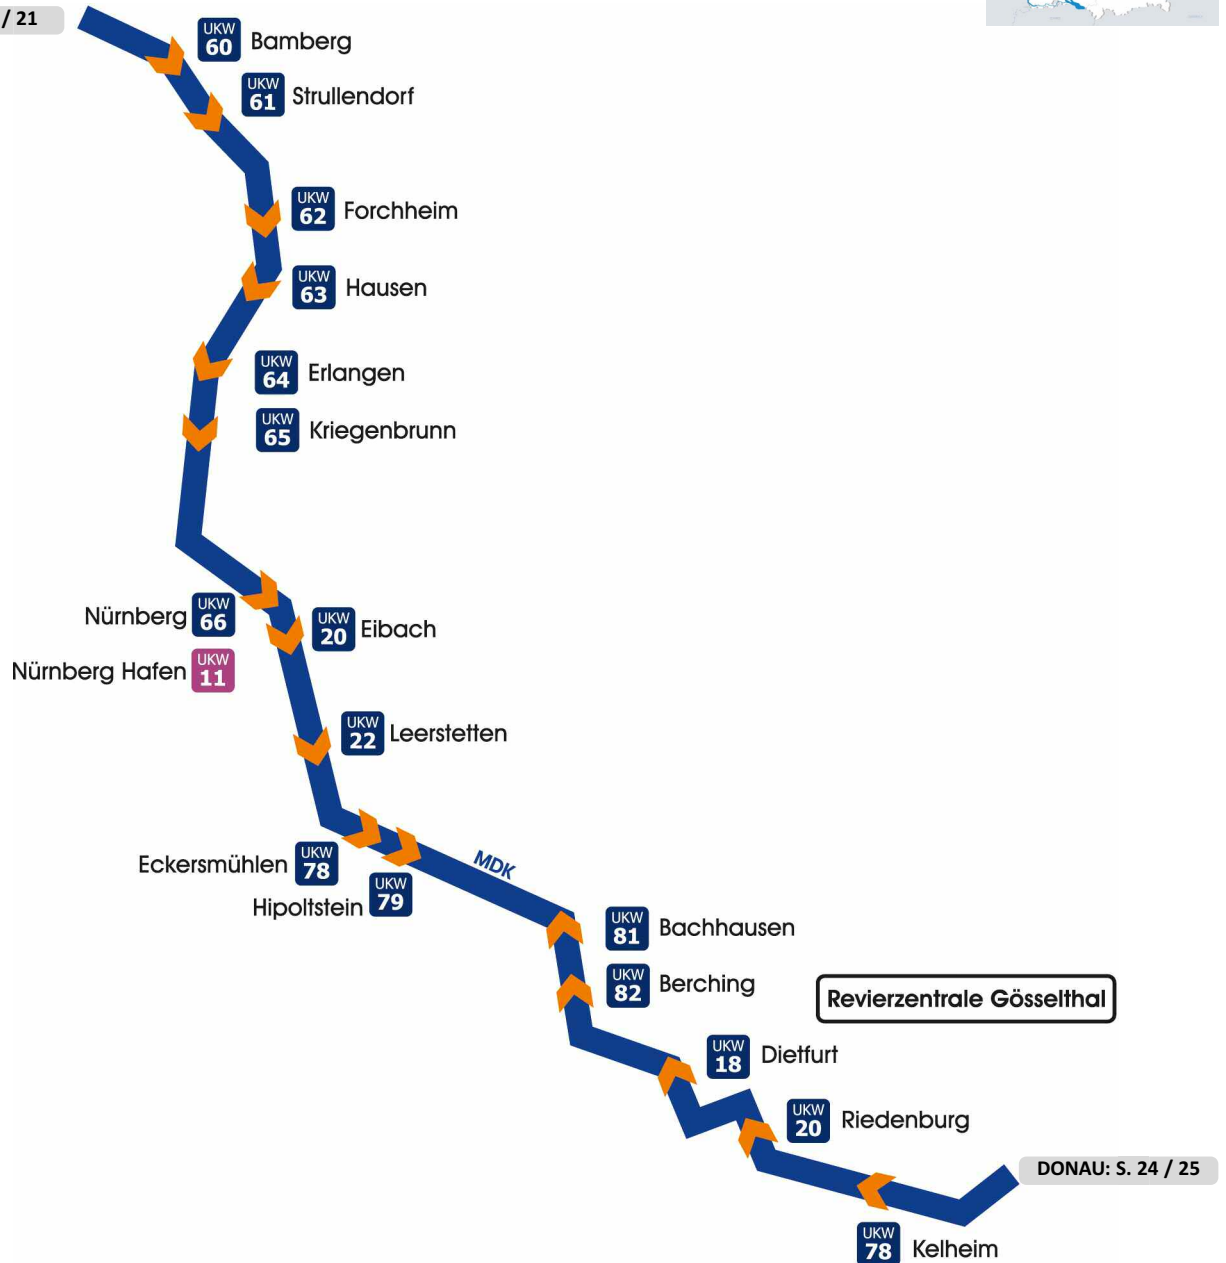 / 21
UKW
60 Bamberg
UKW
61 Strullendorf
UKW
62 Forchheim
UKW
63 Hausen
UKW
64 Erlangen
UKW
65 Kriegenbrunn
Nürnberg UKW
66
UKW
20 Eibach
Nürnberg Hafen UKW
11
UKW
22 Leerstetten
Eckersmühlen UKW
78
Hipoltstein UKW
79
MDK
UKW
81 Bachhausen
UKW
82 Berching
Revierzentrale Gösselthal
UKW
18 Dietfurt
UKW
20 Riedenburg
DONAU: S. 24 / 25
UKW
78 Kelheim